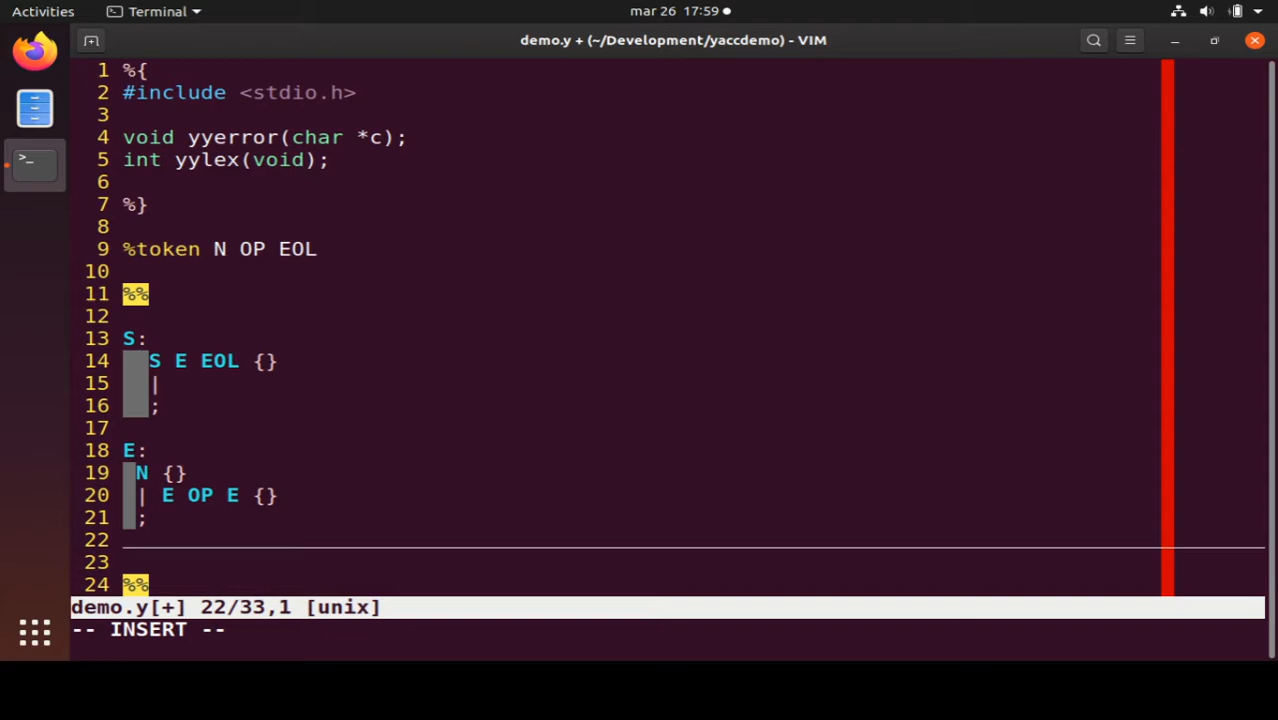 Activities Terminal mar 26 17:59
demo.y + (~/Development/yaccdemo) - VIM
1 %{
2 #include <stdio.h>
3
4 void yyerror(char *c);
5 int yylex(void);
6
7 %}
8
9 %token N OP EOL
10
11 %%
12
13 S:
14 S E EOL {}
15 |
16 ;
17
18 E:
19 N {}
20 | E OP E {}
21 ;
22
23
24 %%
demo.y[+] 22/33,1 [unix]
-- INSERT --